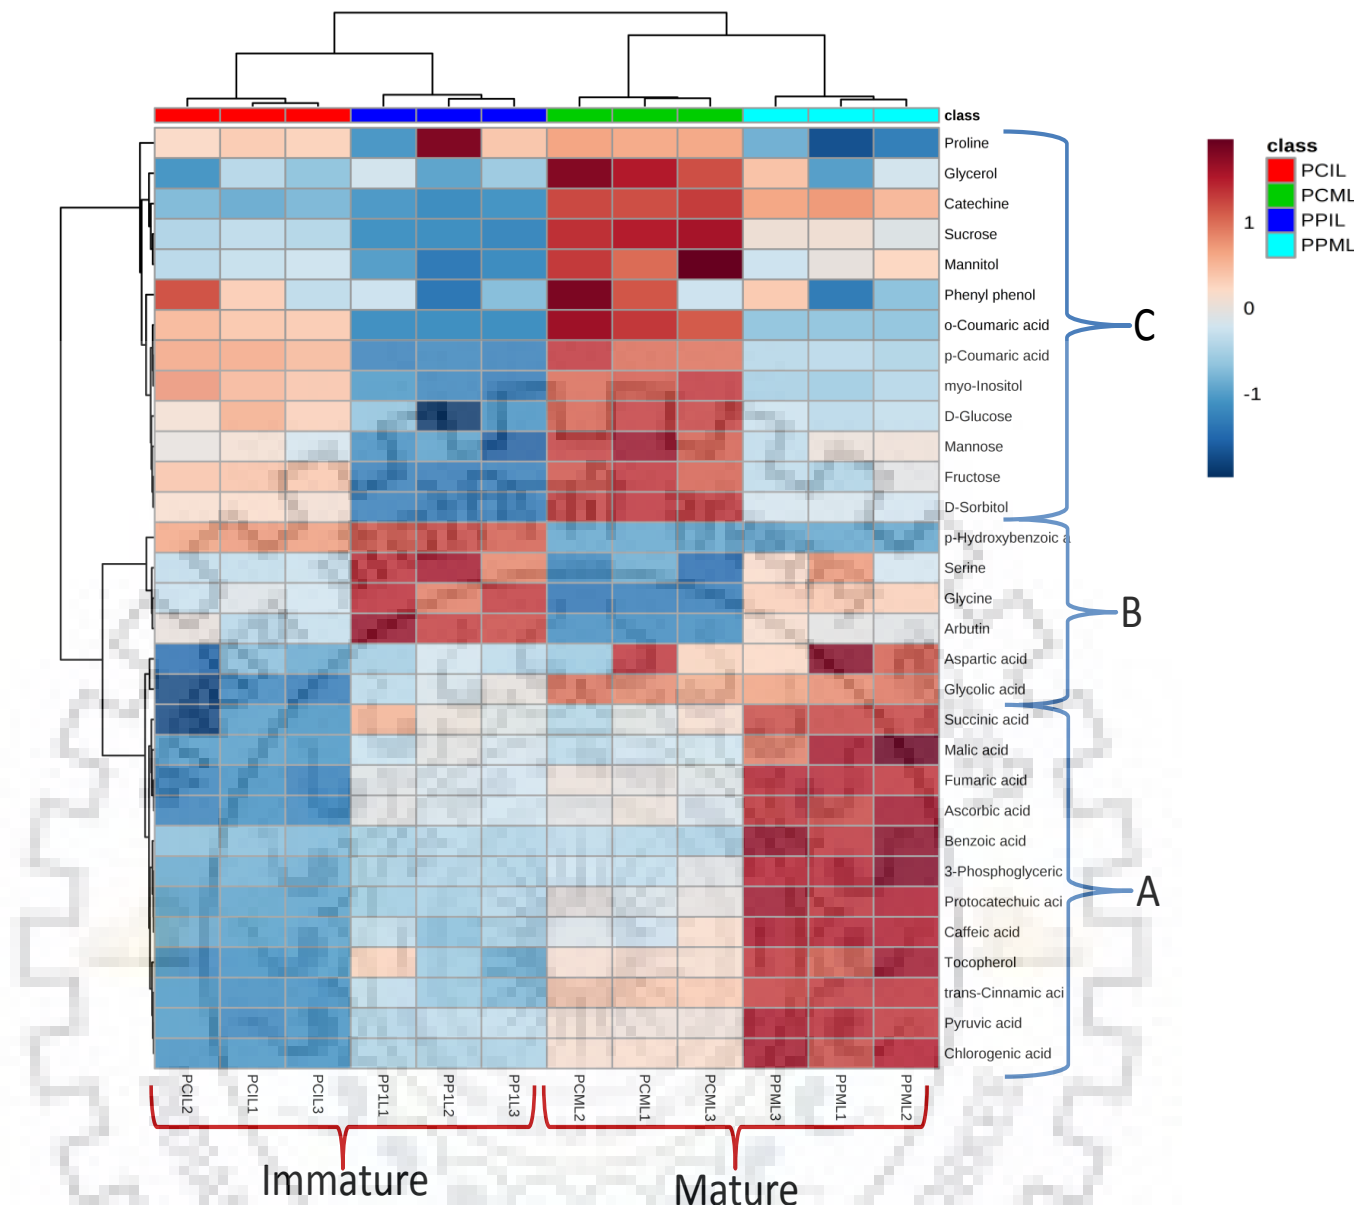 class
Proline
Glycerol
Catechine
Sucrose
Mannitol
Phenyl phenol
o-Coumaric acid
p-Coumaric acid
myo-Inositol
D-Glucose
Mannose
Fructose
D-Sorbitol
p-Hydroxybenzoic a
Serine
Glycine
Arbutin
Aspartic acid
Glycolic acid
Succinic acid
Malic acid
Fumaric acid
Ascorbic acid
Benzoic acid
3-Phosphoglyceric
Protocatechuic aci
Caffeic acid
Tocopherol
trans-Cinnamic aci
Pyruvic acid
Chlorogenic acid
C
B
A
1
0
-1
class
PCIL
PCML
PPIL
PPML
PCIL2
PCIL1
PCIL3
PP1L1
PP1L2
PP1L3
PCML2
PCML1
PCML3
PPML3
PPML1
PPML2
Immature
Mature